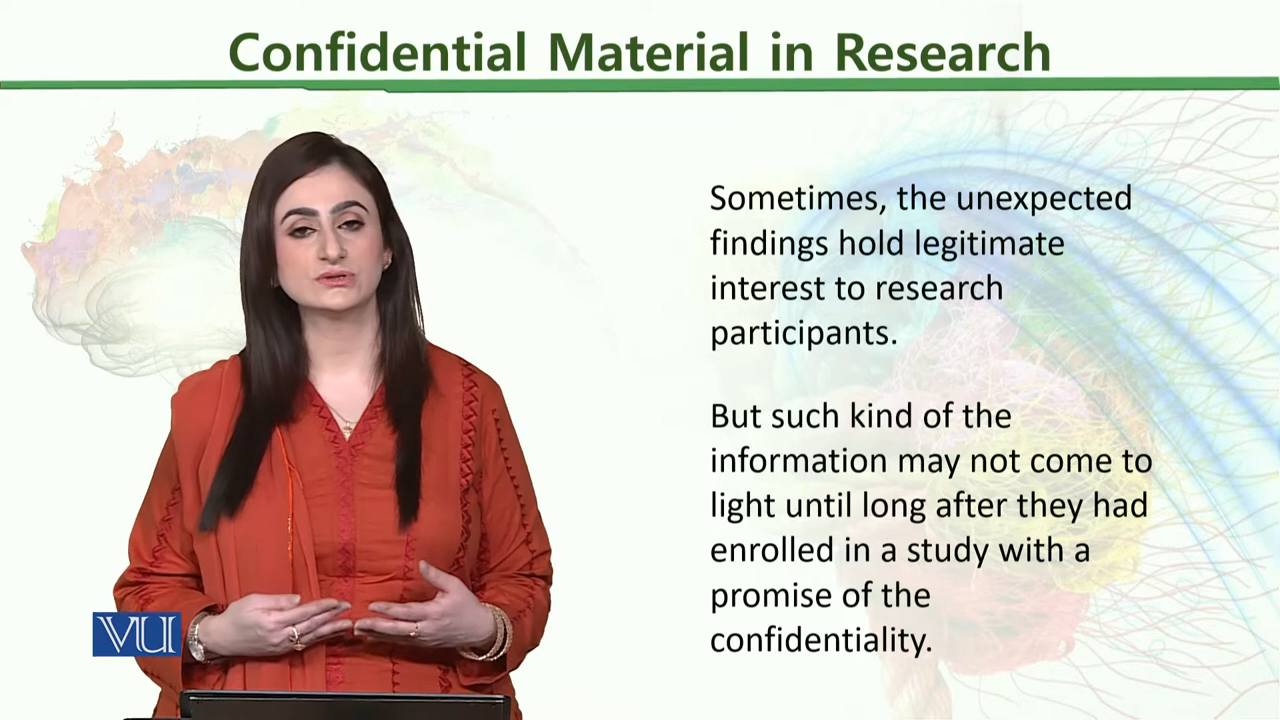 Confidential Material in Research
Sometimes, the unexpected
findings hold legitimate
interest to research
participants.
But such kind of the
information may not come to
light until long after they had
enrolled in a study with a
promise of the
confidentiality.
VU